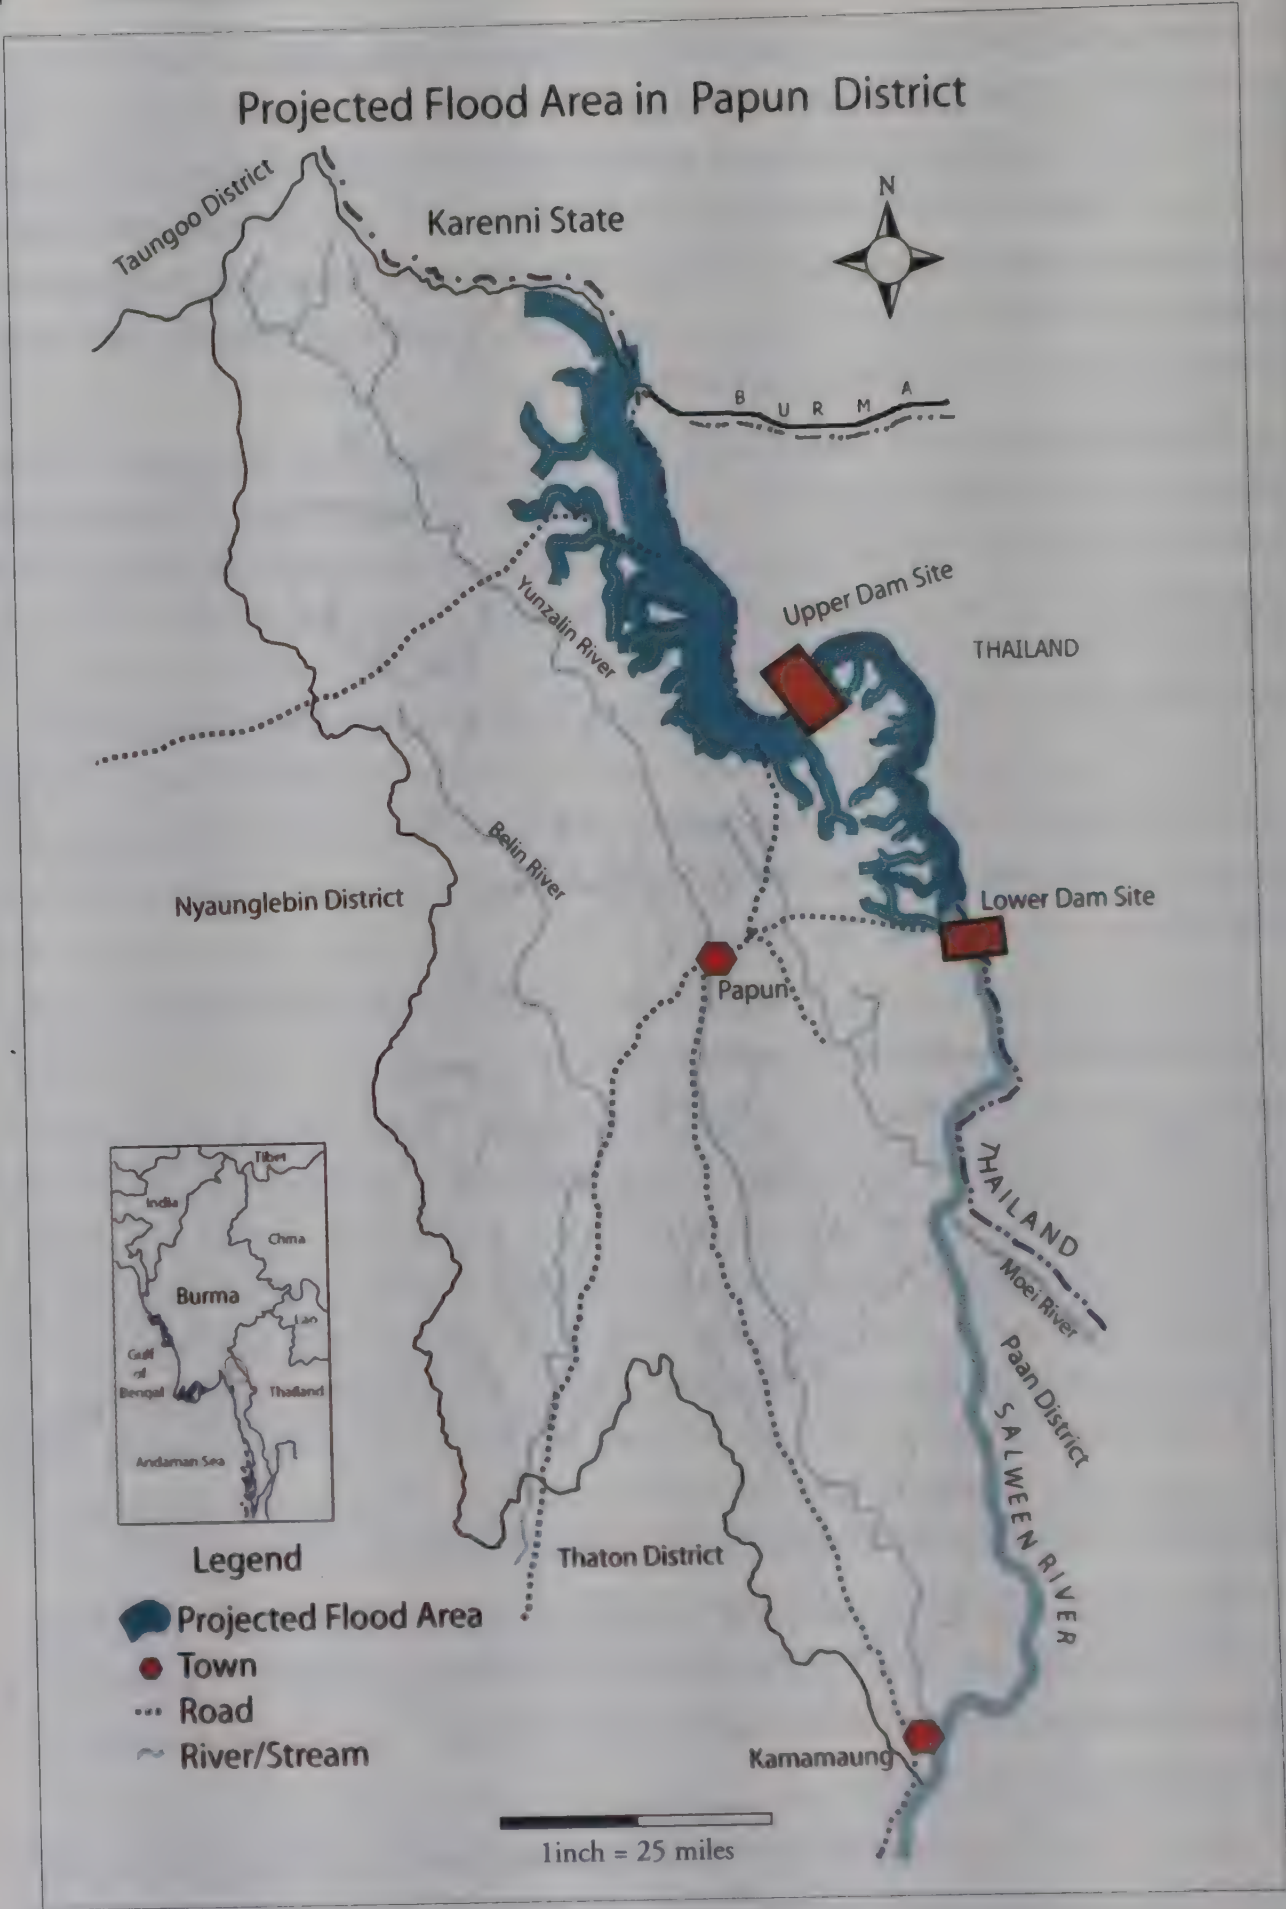 Projected Flood Area in Papun District
Taungoo District
Karenni State
N
BURMA
Upper Dam Site
THAILAND
Yunzalin River
Belin River
Nyaunglebin District
Lower Dam Site
Papun
THAILAND
Moei River
Paan District
SALWEEN RIVER
Tibet
India
China
Burma
Lao
Gulf
of
Bengal
Thailand
Andaman Sea
Thaton District
Kamamaung
Legend
Projected Flood Area
Town
Road
River/Stream
1inch = 25 miles